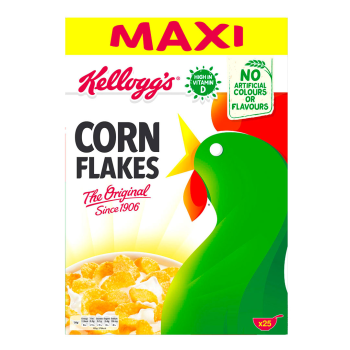 MAXI
Kellogg's
HIGH IN
VITAMIN
D
NO
ARTIFICIAL
COLOURS
OR
FLAVOURS
CORN
FLAKES
The Original
Since 1906
x25